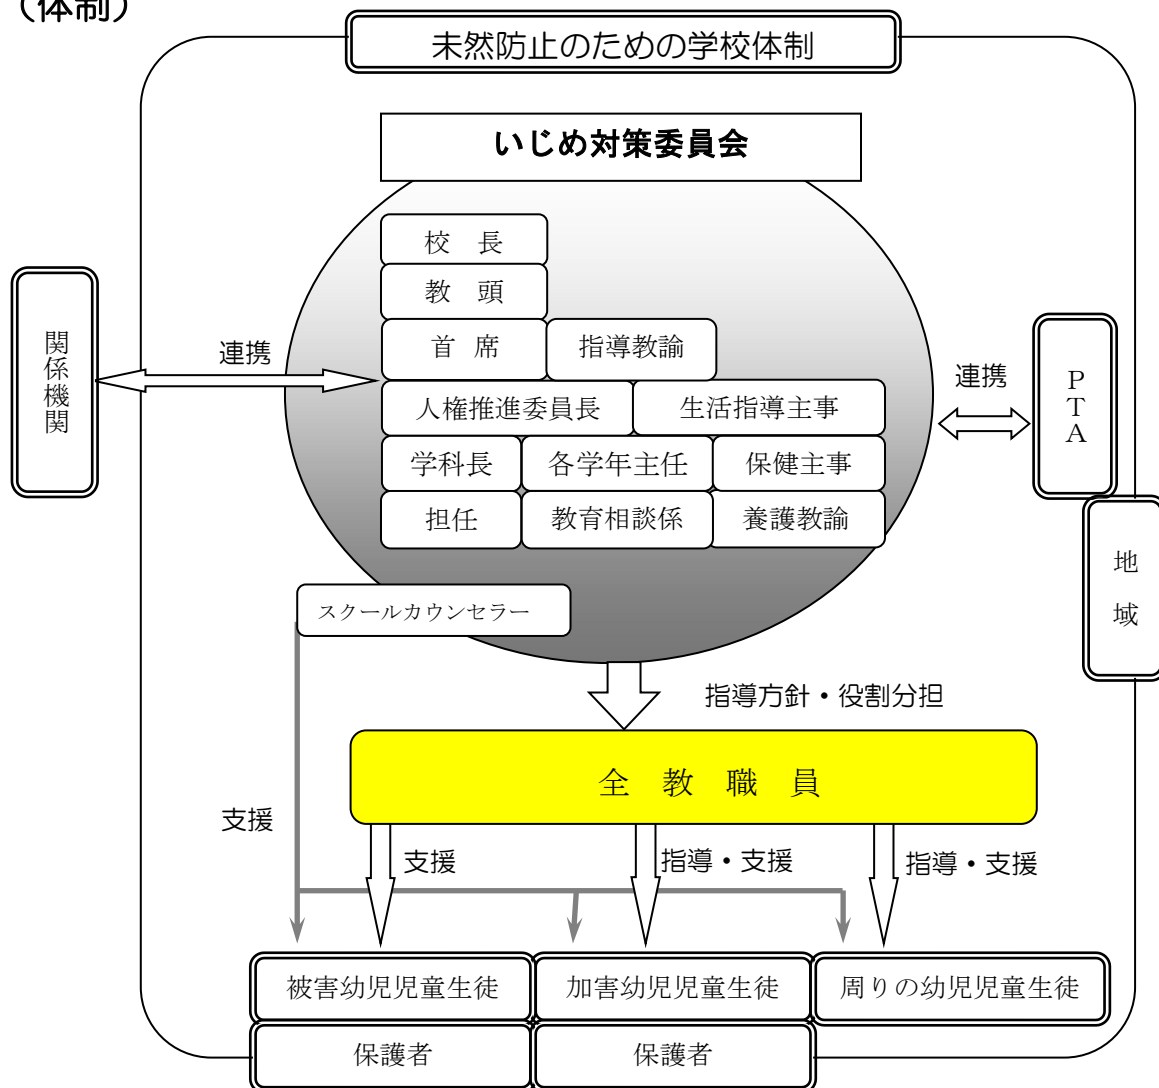 （体制）
未然防止のための学校体制
いじめ対策委員会
校　長
教　頭
首　席
指導教諭
人権推進委員長
生活指導主事
学科長
各学年主任
保健主事
担任
教育相談係
養護教諭
スクールカウンセラー
関係機関
連携
連携
ＰＴＡ
地域
指導方針・役割分担
全　教　職　員
支援
支援
指導・支援
指導・支援
被害幼児児童生徒
加害幼児児童生徒
周りの幼児児童生徒
保護者
保護者